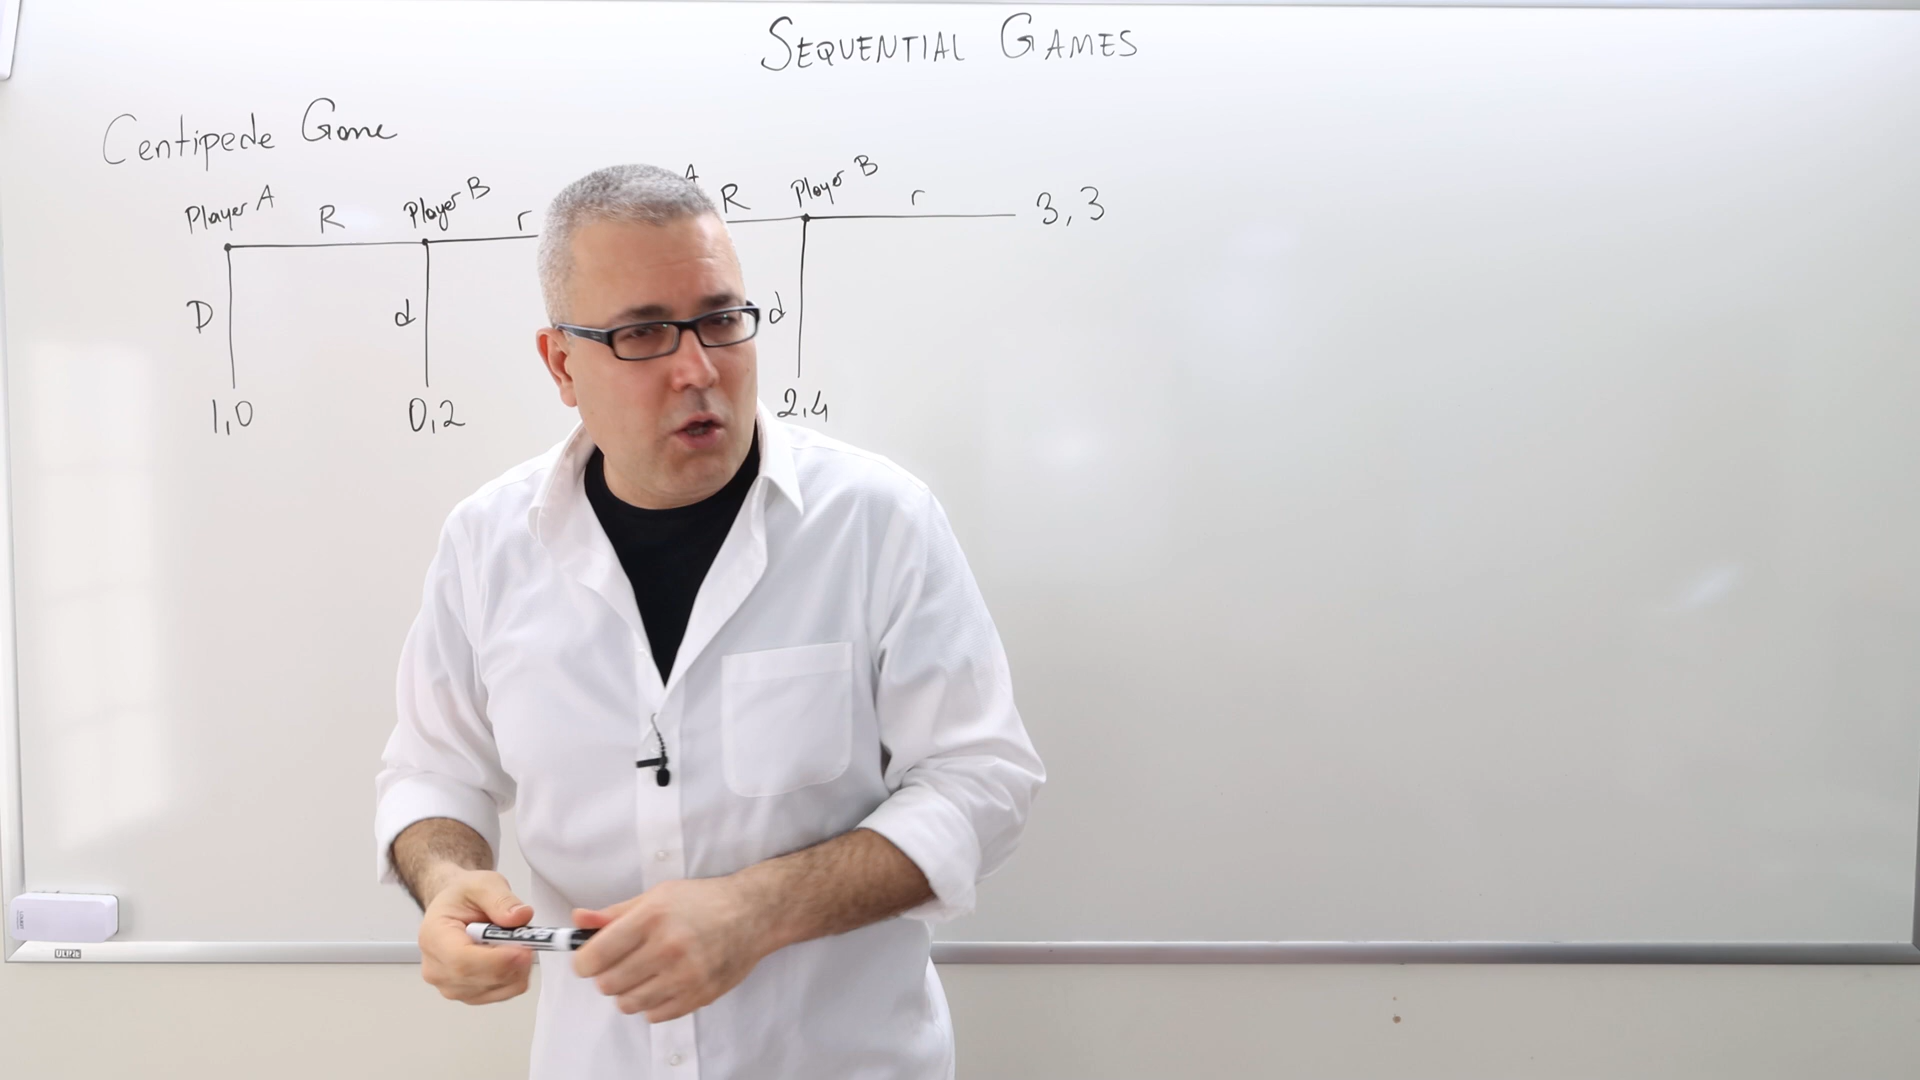 SEQUENTIAL GAMES
Centipede Game
Player A R Player B r A R Player B r 3,3
D d d
1,0 0,2 2,4